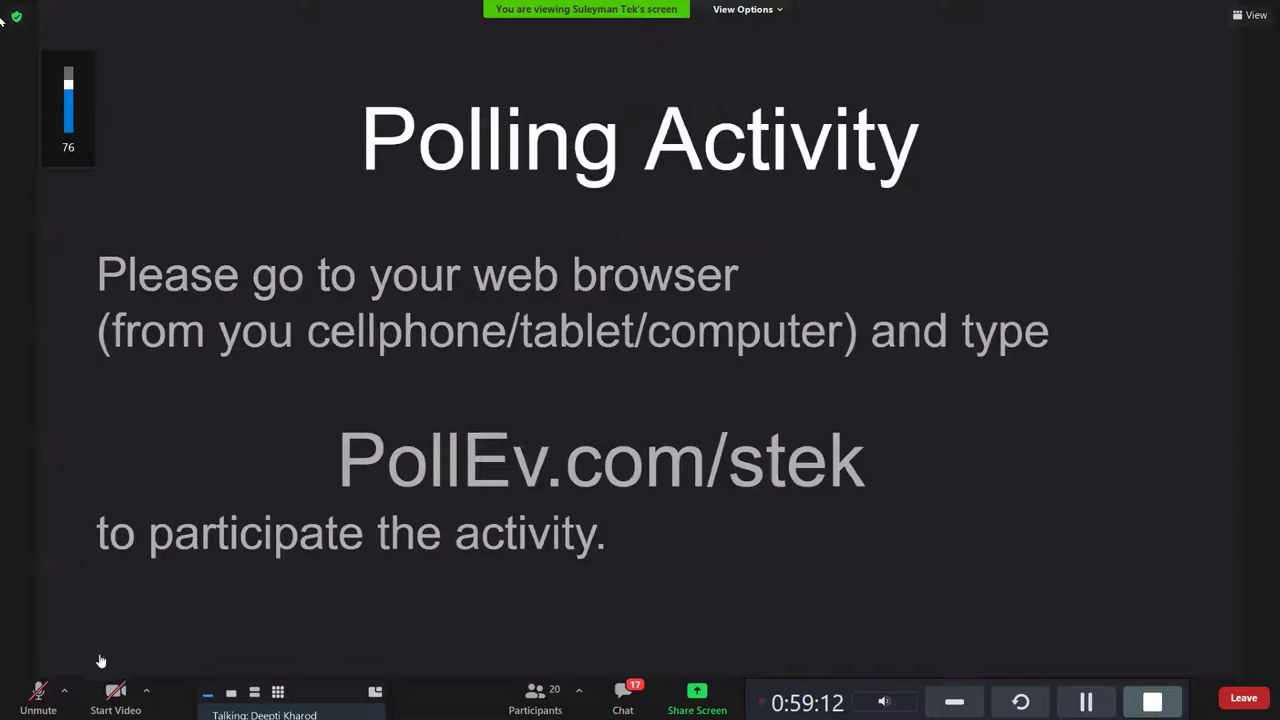 You are viewing Suleyman Tek's screen
View Options
View
76
Polling Activity
Please go to your web browser
(from you cellphone/tablet/computer) and type
PollEv.com/stek
to participate the activity.
Unmute
Start Video
Talking: Deepti Kharod
20
Participants
17
Chat
Share Screen
0:59:12
Leave